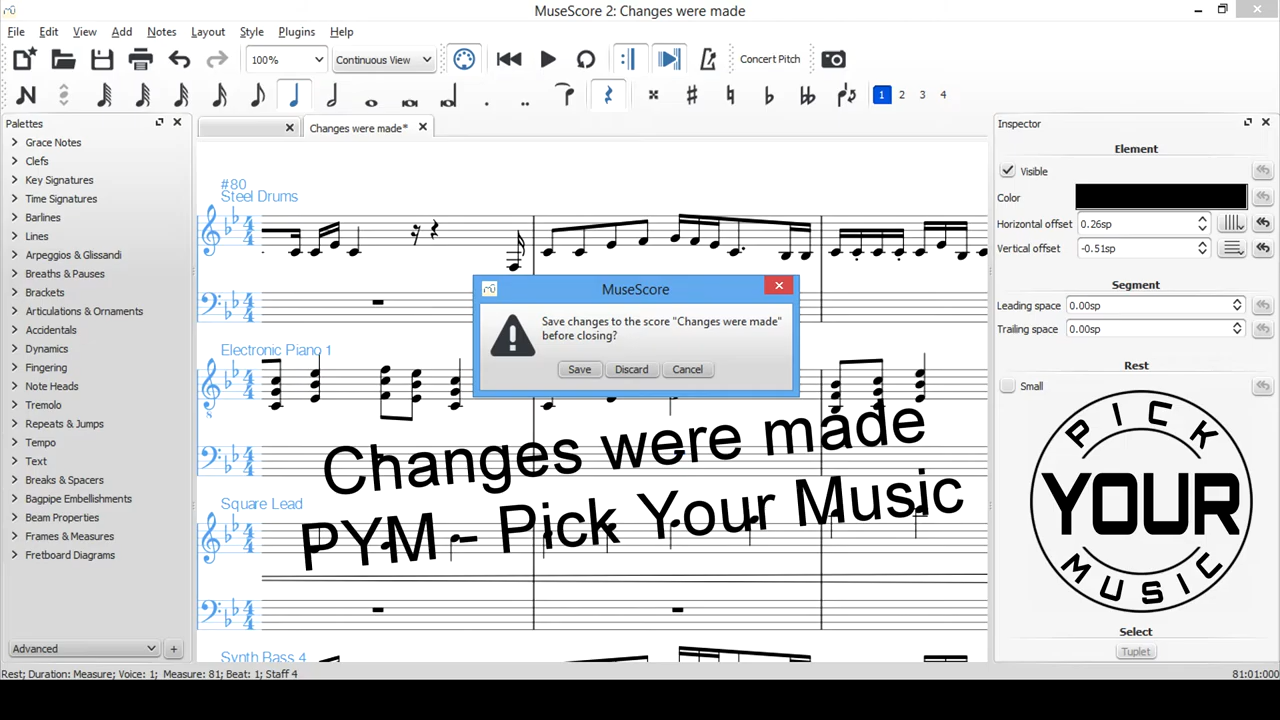 MuseScore 2: Changes were made
File Edit View Add Notes Layout Style Plugins Help
100% Continuous View Concert Pitch
1 2 3 4
Palettes
Grace Notes
Clefs
Key Signatures
Time Signatures
Barlines
Lines
Arpeggios & Glissandi
Breaths & Pauses
Brackets
Articulations & Ornaments
Accidentals
Dynamics
Fingering
Note Heads
Tremolo
Repeats & Jumps
Tempo
Text
Breaks & Spacers
Bagpipe Embellishments
Beam Properties
Frames & Measures
Fretboard Diagrams
Advanced
Changes were made*
#80
Steel Drums
Electronic Piano 1
Square Lead
Synth Bass 4
MuseScore
Save changes to the score "Changes were made"
before closing?
Save Discard Cancel
Changes were made
PYM - Pick Your Music
Inspector
Element
Visible
Color
Horizontal offset 0.26sp
Vertical offset -0.51sp
Segment
Leading space 0.00sp
Trailing space 0.00sp
Rest
Small
PICK
YOUR
MUSIC
Select
Tuplet
Rest; Duration: Measure; Voice: 1; Measure: 81; Beat: 1; Staff 4
81:01:000